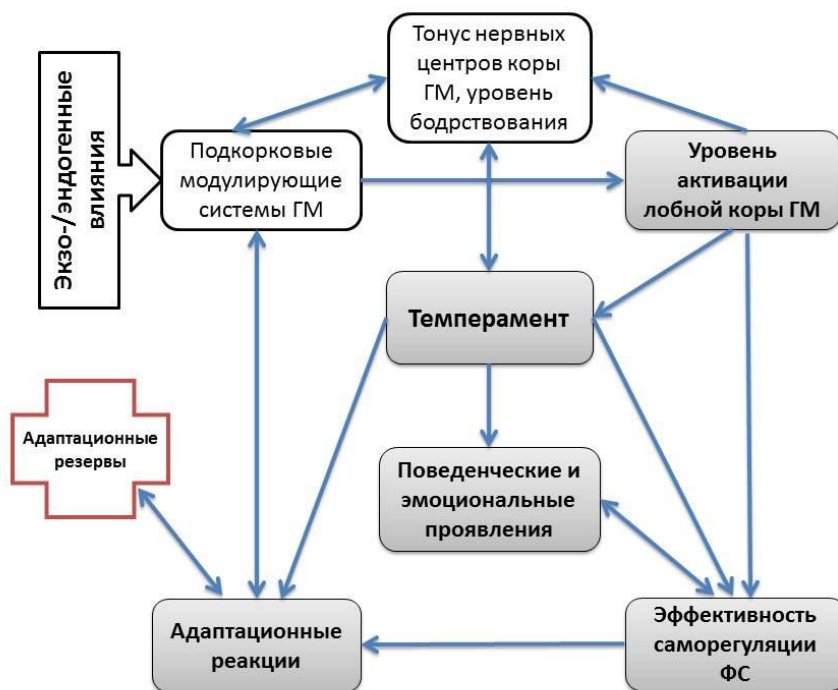 Тонус нервных
центров коры
ГМ, уровень
бодрствования
Экзо-/эндогенные
влияния
Подкорковые
модулирующие
системы ГМ
Уровень
активации
лобной коры ГМ
Темперамент
Адаптационные
резервы
Поведенческие и
эмоциональные
проявления
Адаптационные
реакции
Эффективность
саморегуляции
ФС